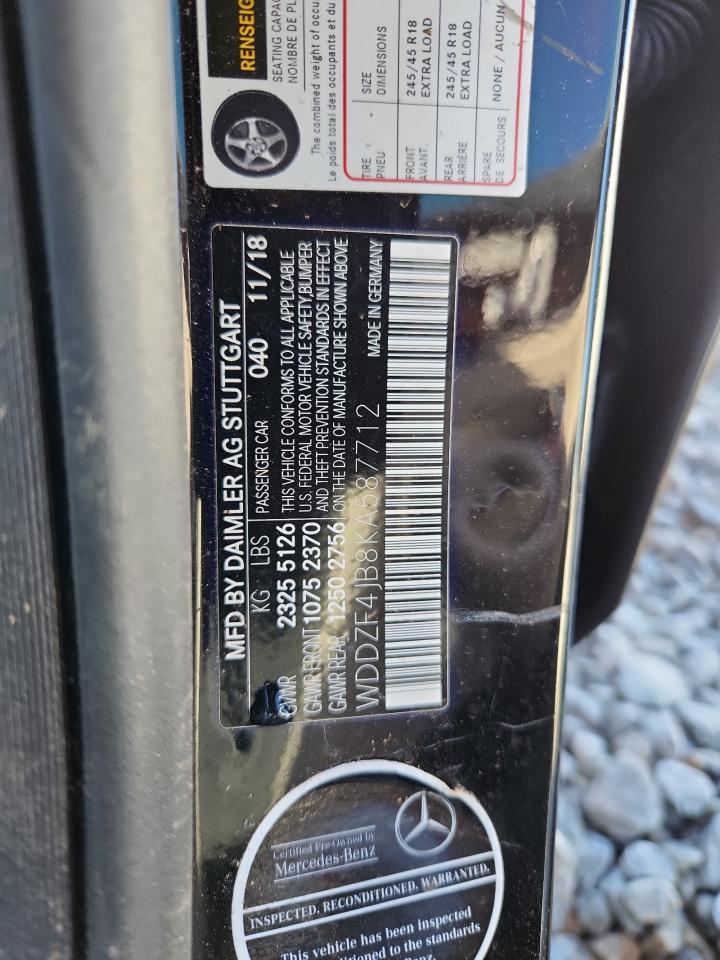 RENSEIG
SEATING CAPAC
NOMBRE DE PL
The combined weight of occu
Le poids total des occupants et du
TIRE SIZE
PNEU DIMENSIONS
FRONT 245/45 R18
AVANT EXTRA LOAD
REAR 245/45 R18
ARRIÈRE EXTRA LOAD
SPARE NONE / AUCUN
DE SECOURS
MFD BY DAIMLER AG STUTTGART
KG LBS PASSENGER CAR 040 11/18
GVWR 2325 5126 THIS VEHICLE CONFORMS TO ALL APPLICABLE
GAWR FRONT 1075 2370 U.S. FEDERAL MOTOR VEHICLE SAFETY,BUMPER
GAWR REAR 1250 2756 AND THEFT PREVENTION STANDARDS IN EFFECT
ON THE DATE OF MANUFACTURE SHOWN ABOVE
WDDZF4JB8KA587712 MADE IN GERMANY
Certified Pre-Owned by
Mercedes-Benz
INSPECTED. RECONDITIONED. WARRANTED.
This vehicle has been inspected
ditioned to the standards
Benz.